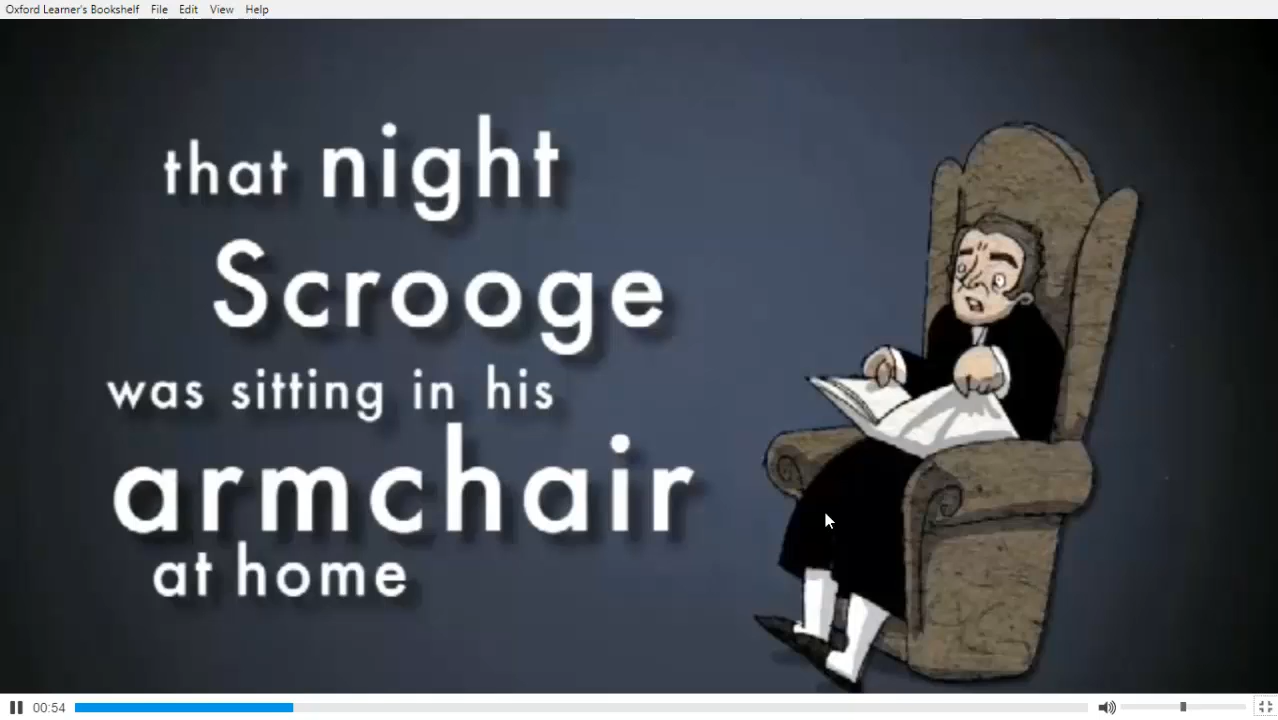 Oxford Learner's Bookshelf File Edit View Help
that night
Scrooge
was sitting in his
armchair
at home
00:54